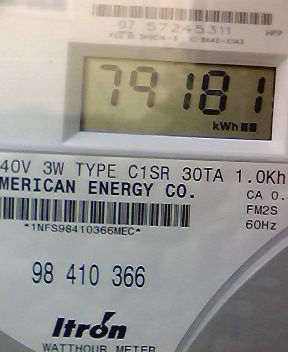 07 57245311
79181
kWh
40V 3W TYPE C1SR 30TA 1.0Kh
MERICAN ENERGY CO.
CA 0.
FM2S
*1NFS98410366MEC*
60Hz
98 410 366
Itrón
WATTHOUR METER